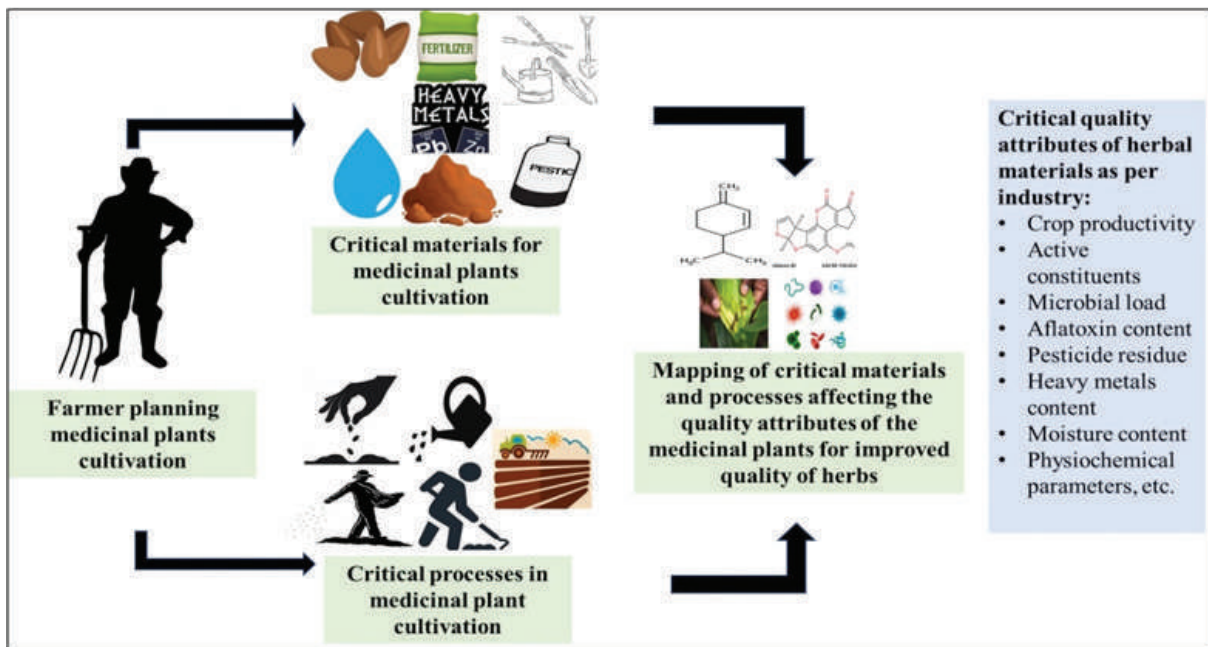 FERTILIZER
HEAVY
METALS
Pb
Zn
PESTIC
Critical materials for
medicinal plants
cultivation
Farmer planning
medicinal plants
cultivation
Critical processes in
medicinal plant
cultivation
CH₂
H₃C
CH₃
Mapping of critical materials
and processes affecting the
quality attributes of the
medicinal plants for improved
quality of herbs
Critical quality
attributes of herbal
materials as per
industry:
• Crop productivity
• Active
constituents
• Microbial load
• Aflatoxin content
• Pesticide residue
• Heavy metals
content
• Moisture content
• Physiochemical
parameters, etc.